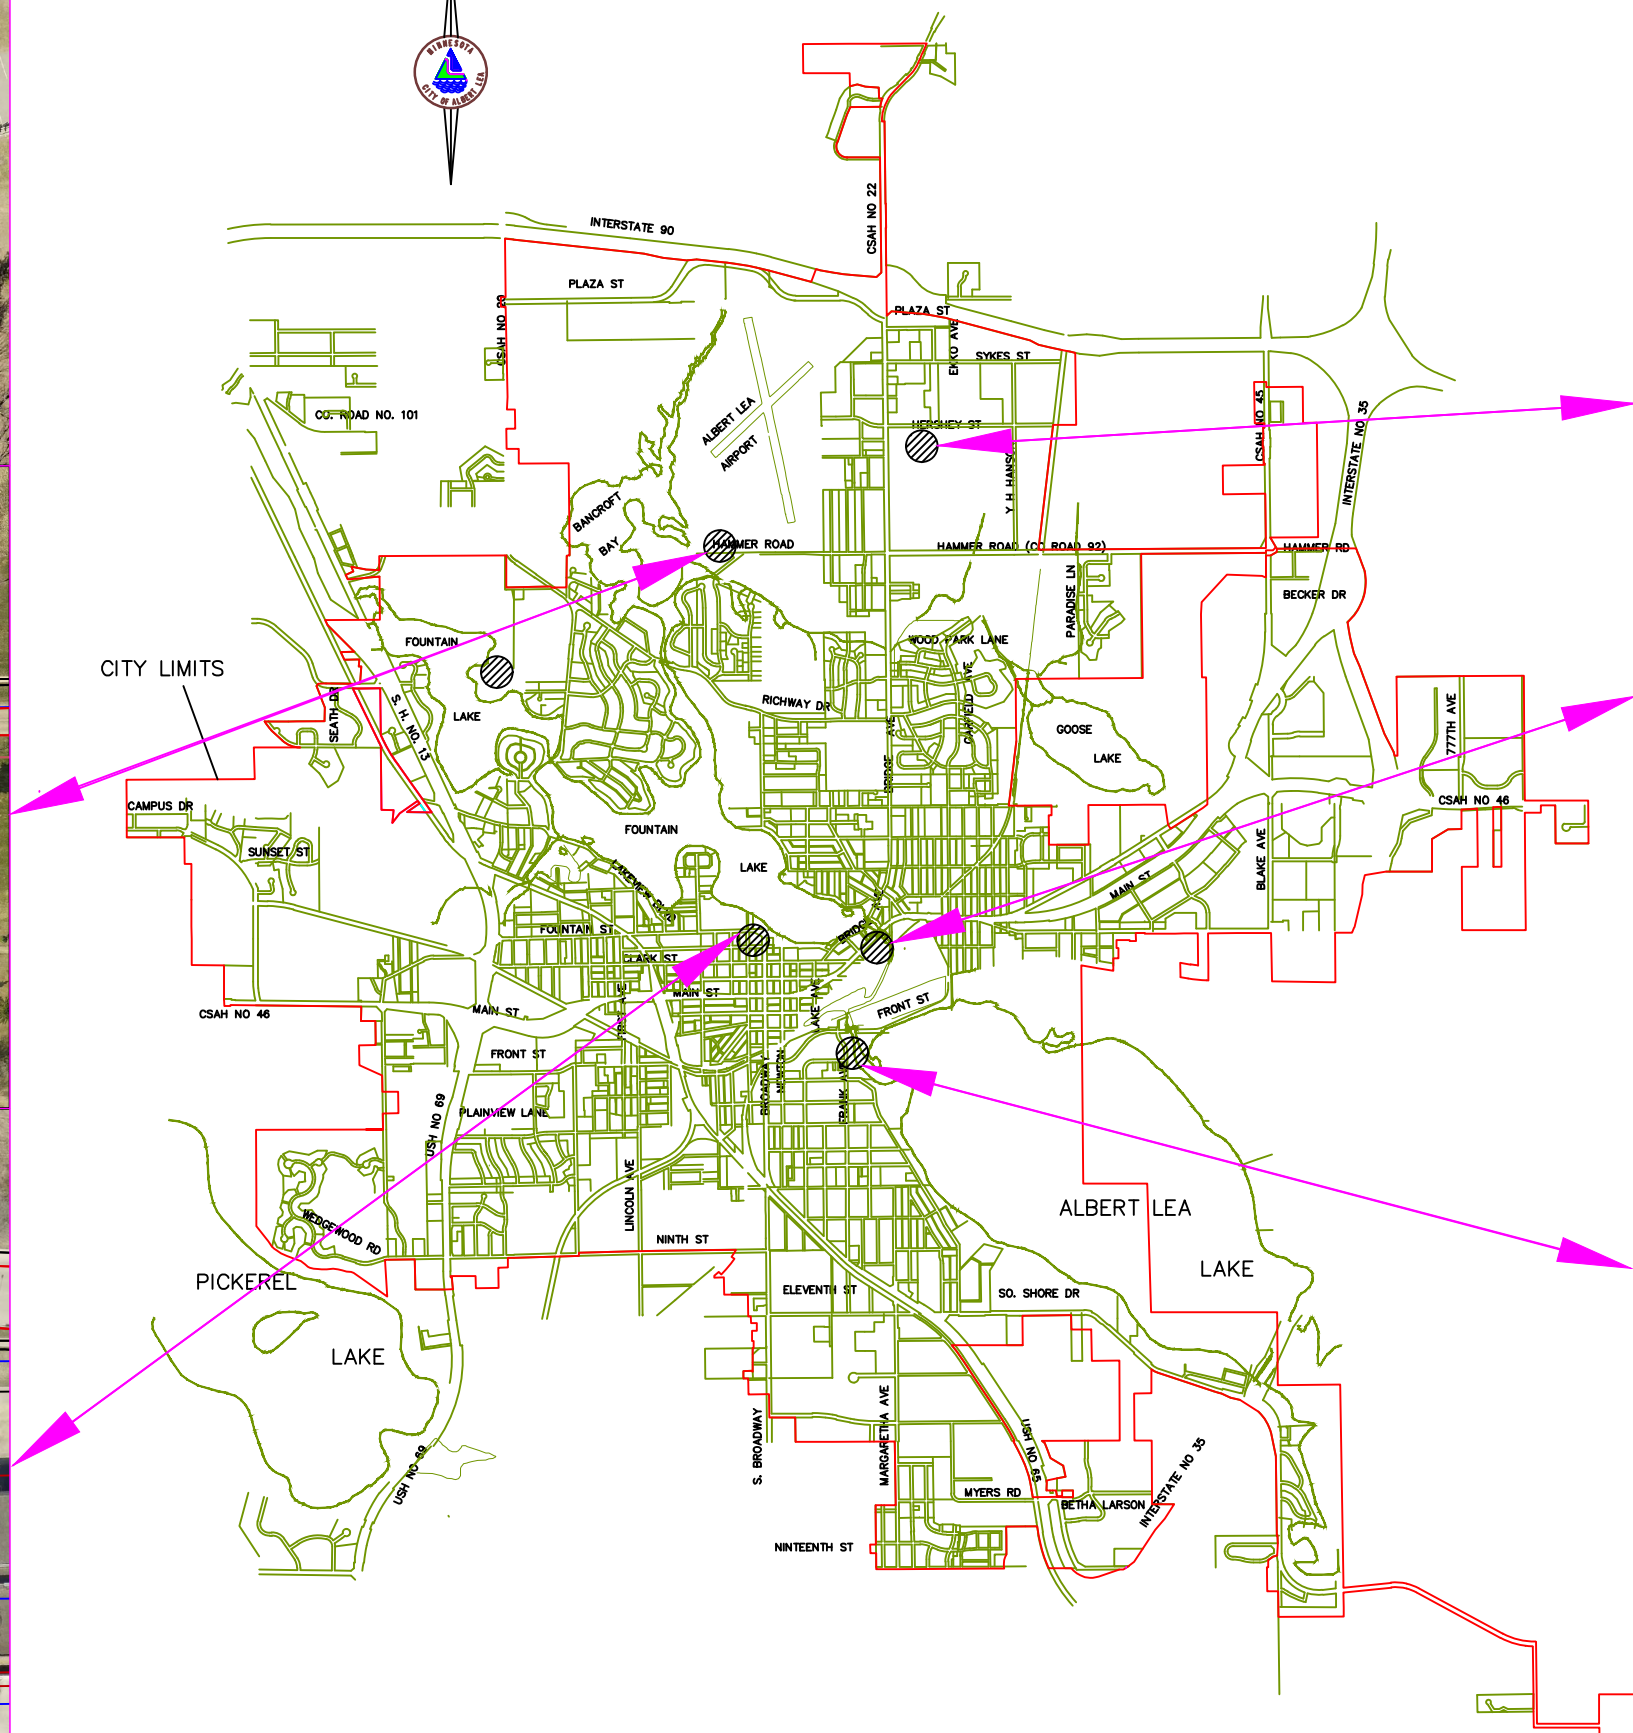 MINNESOTA
CITY OF ALBERT LEA
CSAH NO 22
INTERSTATE 90
PLAZA ST
CSAH NO 20
PLAZA ST
EKKO AVE
SYKES ST
CO. ROAD NO. 101
ALBERT LEA
AIRPORT
HERSHEY ST
CSAH NO 45
INTERSTATE NO 35
Y H HANSON
BANCROFT
BAY
HAMMER ROAD
HAMMER ROAD (CO ROAD 92)
HAMMER RD
BECKER DR
PARADISE LN
FOUNTAIN
WOOD PARK LANE
CITY LIMITS
SEATH DR
S. H. NO. 13
LAKE
RICHWAY DR
BRIDGE AVE
GARFIELD AVE
GOOSE
LAKE
777TH AVE
CAMPUS DR
CSAH NO 46
FOUNTAIN
SUNSET ST
LAKE
LAKEVIEW BLVD
MAIN ST
BLAKE AVE
FOUNTAIN ST
BRIDGE AVE
CLARK ST
MAIN ST
LAKE AVE
FRONT ST
FIRST AVE
MAIN ST
CSAH NO 46
FRONT ST
BROADWAY
NEWTON
FRANK AVE
PLAINVIEW LANE
USH NO 69
LINCOLN AVE
WEDGEWOOD RD
NINTH ST
ALBERT LEA
LAKE
PICKEREL
LAKE
ELEVENTH ST
SO. SHORE DR
S. BROADWAY
MARGARETHA AVE
USH NO 65
USH NO 69
MYERS RD
BETHA LARSON
INTERSTATE NO 35
NINTEENTH ST